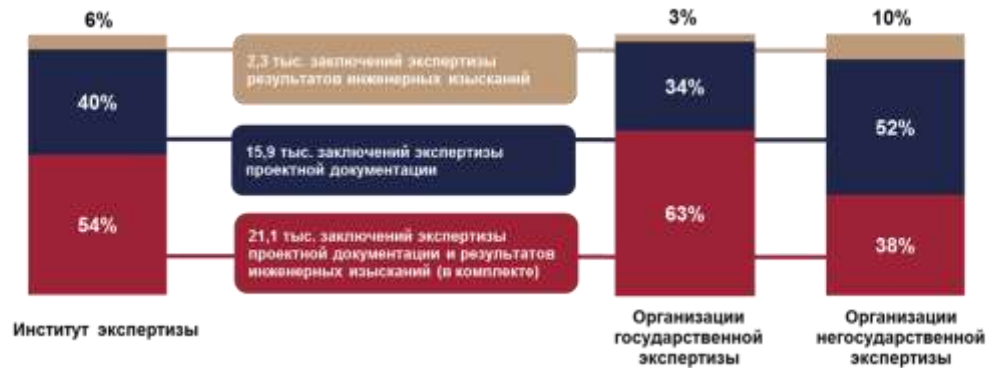 6%
3%
10%
2,3 тыс. заключений экспертизы
результатов инженерных изысканий
40%
34%
52%
15,9 тыс. заключений экспертизы
проектной документации
54%
63%
38%
21,1 тыс. заключений экспертизы
проектной документации и результатов
инженерных изысканий (в комплекте)
Институт экспертизы
Организации
государственной
экспертизы
Организации
негосударственной
экспертизы